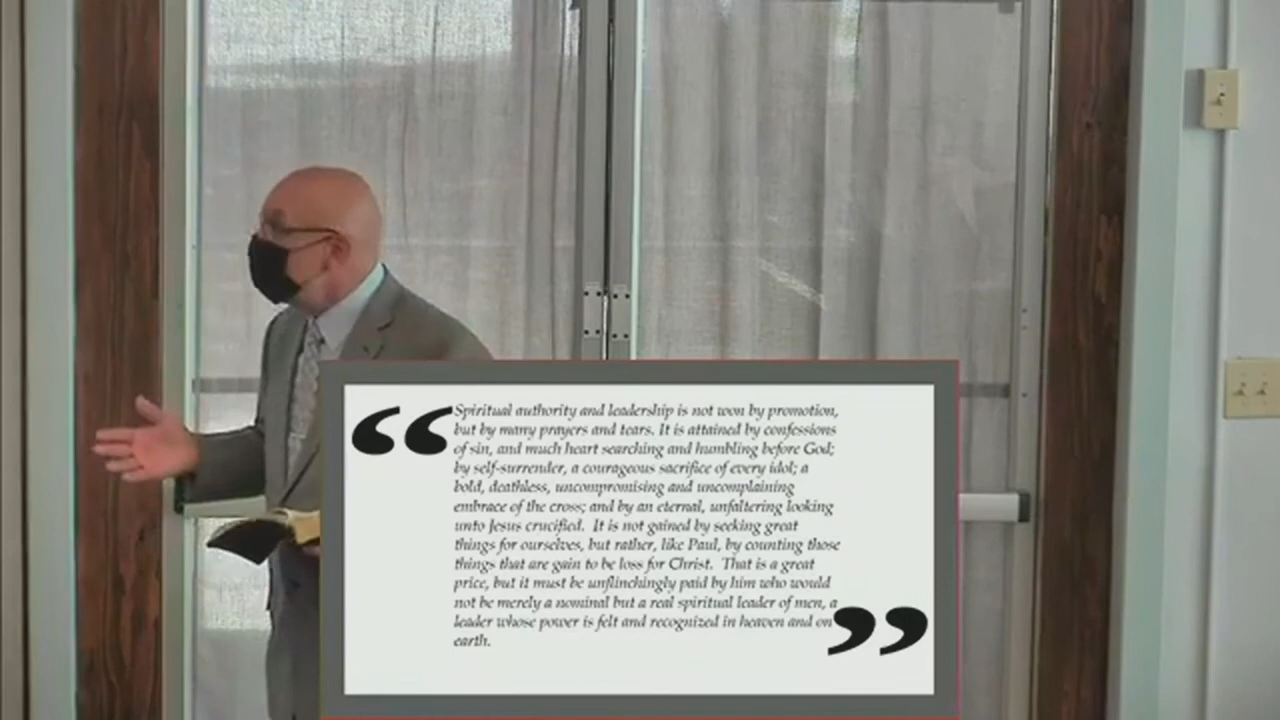 “Spiritual authority and leadership is not won by promotion,
but by many prayers and tears. It is attained by confessions
of sin, and much heart searching and humbling before God;
by self-surrender, a courageous sacrifice of every idol; a
bold, deathless, uncompromising and uncomplaining
embrace of the cross; and by an eternal, unfaltering looking
unto Jesus crucified.  It is not gained by seeking great
things for ourselves, but rather, like Paul, by counting those
things that are gain to be loss for Christ.  That is a great
price, but it must be unflinchingly paid by him who would
not be merely a nominal but a real spiritual leader of men, a
leader whose power is felt and recognized in heaven and on
earth.”